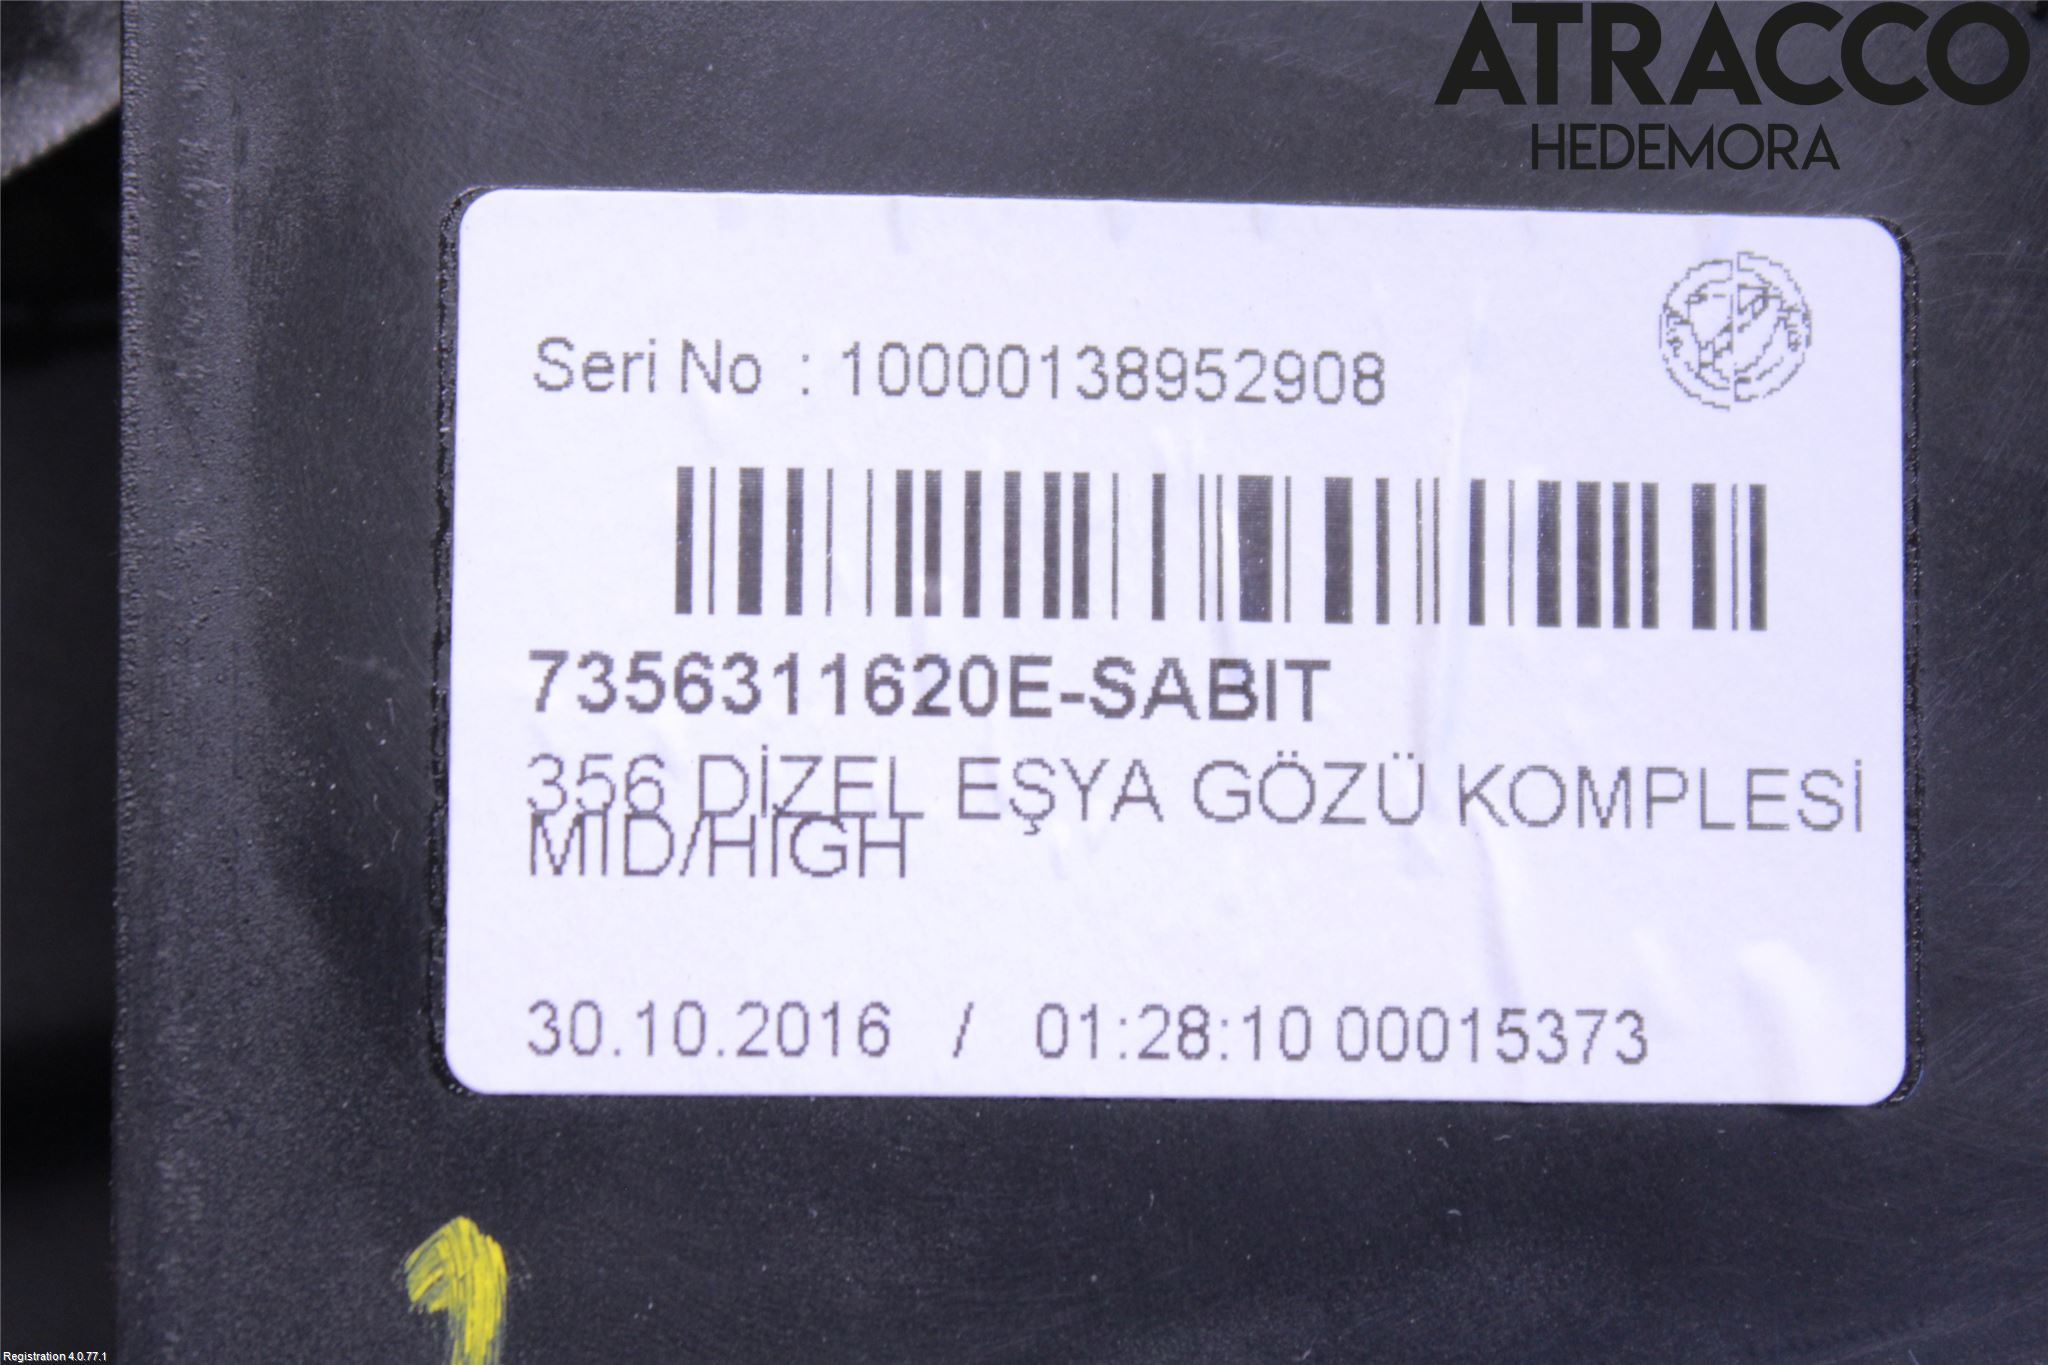 ATRACCO
HEDEMORA
Seri No : 10000138952908
7356311620E-SABIT
356 DİZEL EŞYA GÖZÜ KOMPLESİ
MID/HIGH
30.10.2016 / 01:28:10 00015373
Registration 4.0.77.1